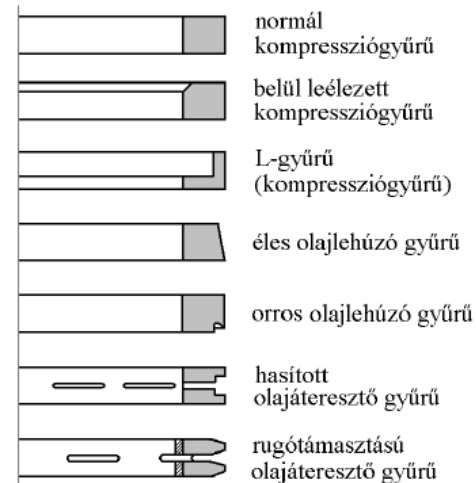 normál
kompressziógyűrű
belül leélezett
kompressziógyűrű
L-gyűrű
(kompressziógyűrű)
éles olajlehúzó gyűrű
orros olajlehúzó gyűrű
hasított
olajáteresztő gyűrű
rugótámasztású
olajáteresztő gyűrű